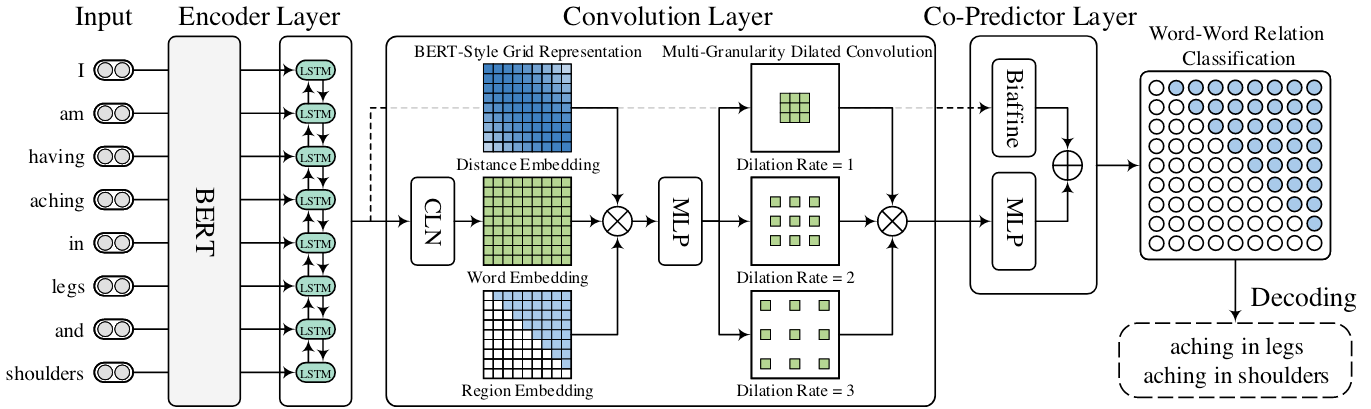 Input
Encoder Layer
Convolution Layer
Co-Predictor Layer
I
am
having
aching
in
legs
and
shoulders
BERT
LSTM
LSTM
LSTM
LSTM
LSTM
LSTM
LSTM
LSTM
BERT-Style Grid Representation
Distance Embedding
CLN
Word Embedding
Region Embedding
MLP
Multi-Granularity Dilated Convolution
Dilation Rate = 1
Dilation Rate = 2
Dilation Rate = 3
Biaffine
MLP
Word-Word Relation
Classification
Decoding
aching in legs
aching in shoulders